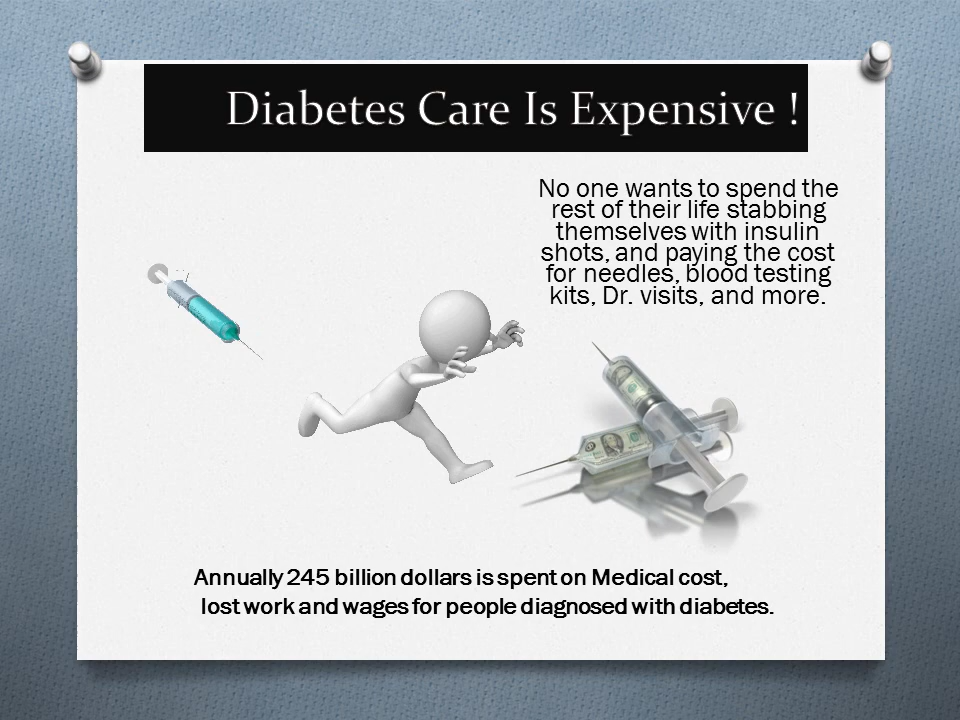 Diabetes Care Is Expensive !
No one wants to spend the
rest of their life stabbing
themselves with insulin
shots, and paying the cost
for needles, blood testing
kits, Dr. visits, and more.
Annually 245 billion dollars is spent on Medical cost,
lost work and wages for people diagnosed with diabetes.